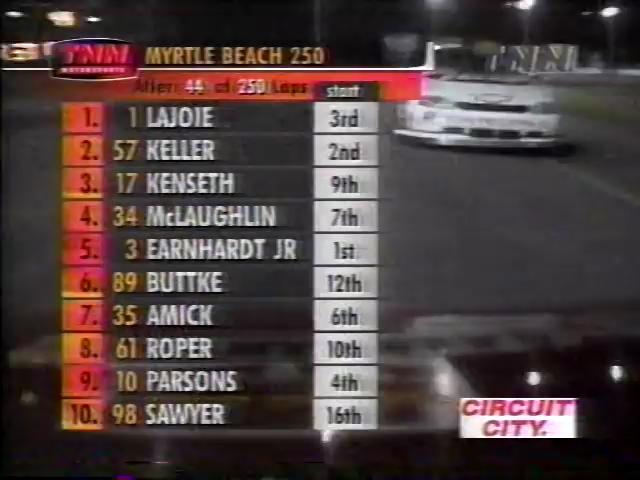 TNN MOTORSPORTS MYRTLE BEACH 250
TNN
After 44 of 250 Laps start
1. 1 LAJOIE 3rd
2. 57 KELLER 2nd
3. 17 KENSETH 9th
4. 34 McLAUGHLIN 7th
5. 3 EARNHARDT JR 1st
6. 89 BUTTKE 12th
7. 35 AMICK 6th
8. 61 ROPER 10th
9. 10 PARSONS 4th
10. 98 SAWYER 16th
CIRCUIT
CITY